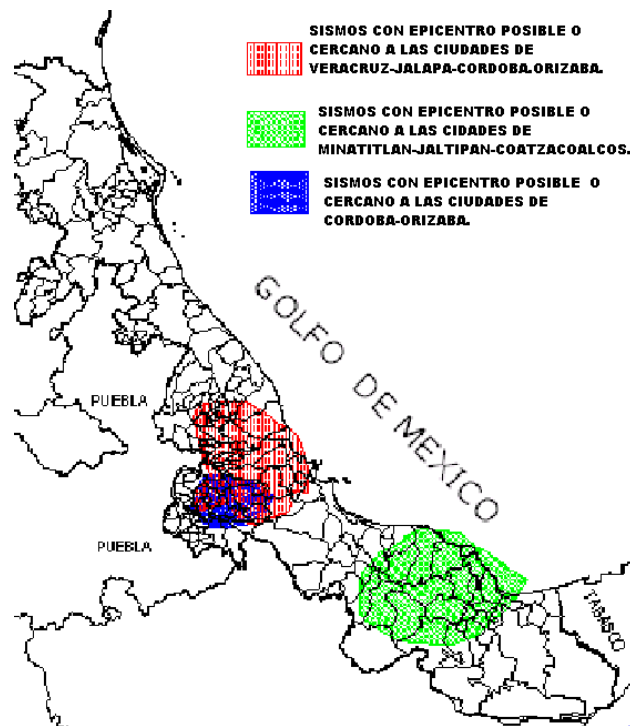 SISMOS CON EPICENTRO POSIBLE O
CERCANO A LAS CIUDADES DE
VERACRUZ-JALAPA-CORDOBA.ORIZABA.
SISMOS CON EPICENTRO POSIBLE O
CERCANO A LAS CIDADES DE
MINATITLAN-JALTIPAN-COATZACOALCOS.
SISMOS CON EPICENTRO POSIBLE O
CERCANO A LAS CIUDADES DE
CORDOBA-ORIZABA.
GOLFO DE MEXICO
PUEBLA
PUEBLA
TABASCO